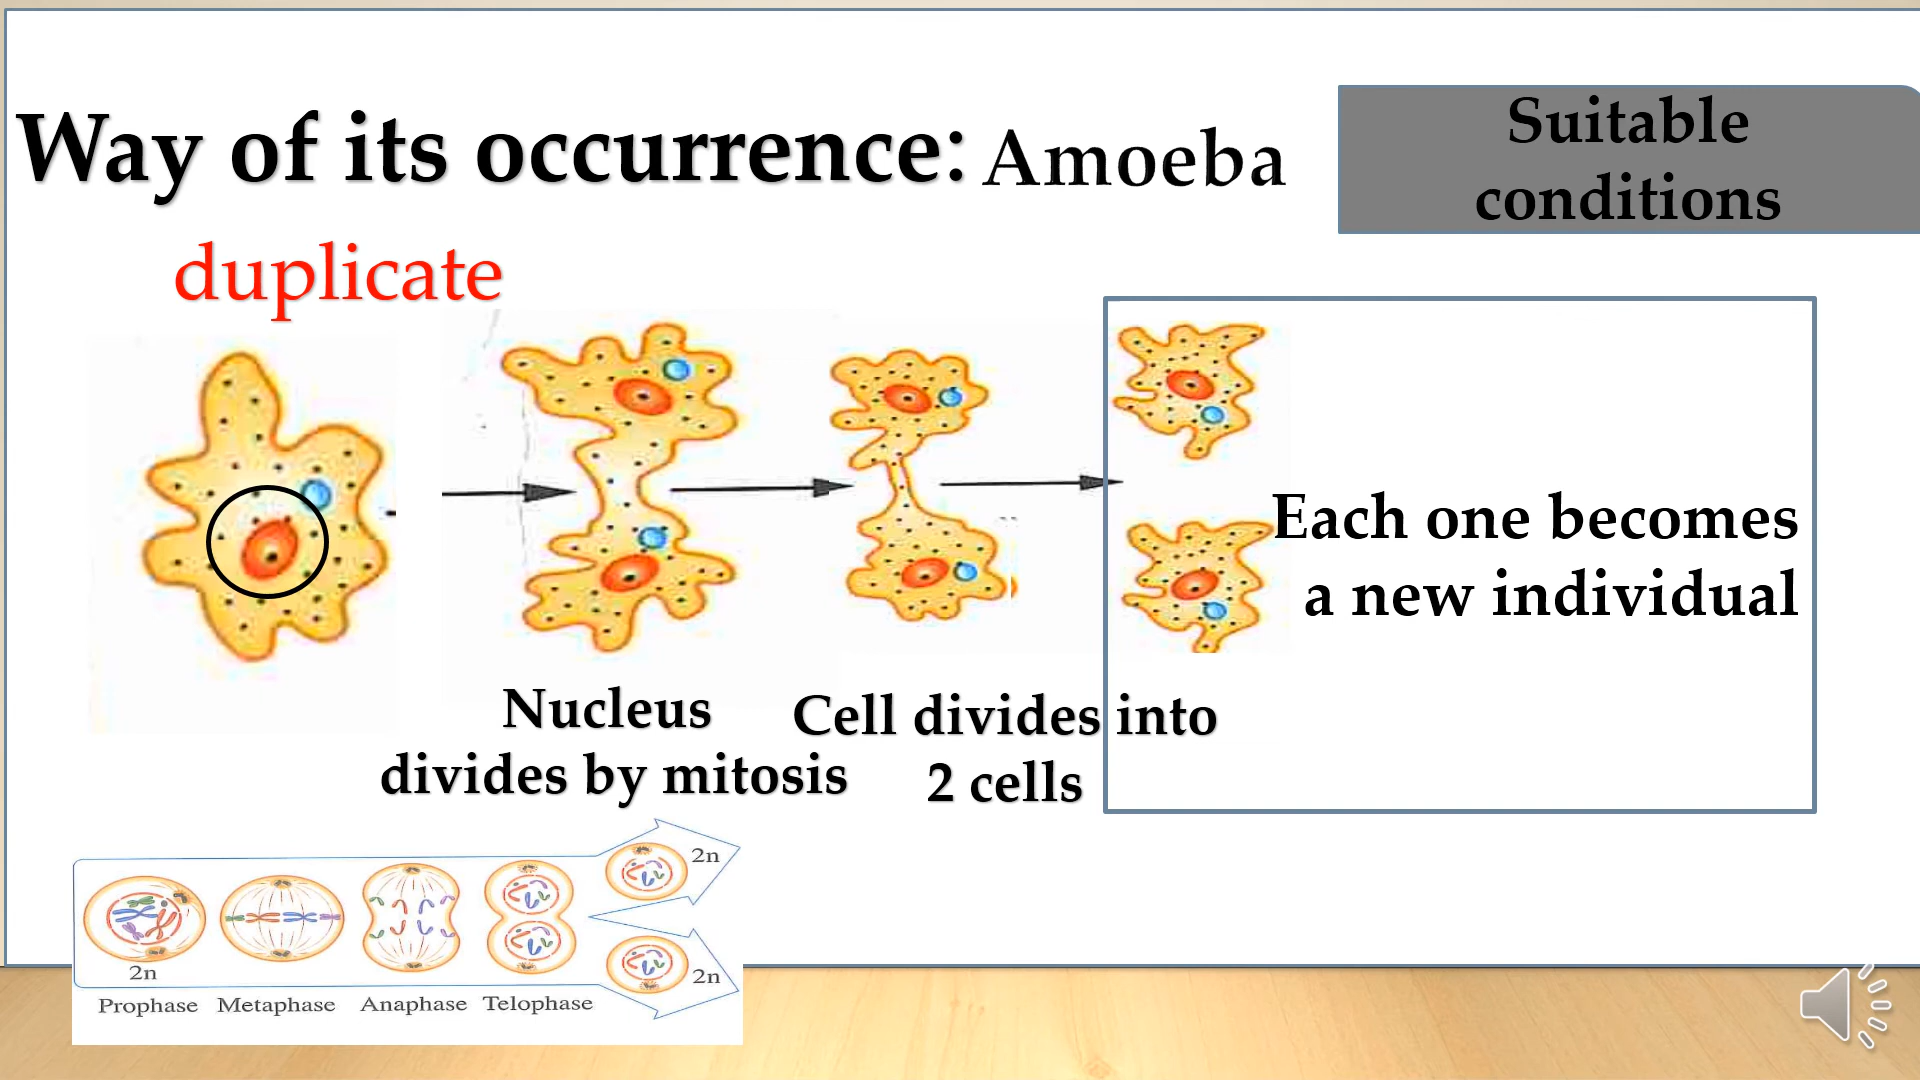 Way of its occurrence: Amoeba
Suitable
conditions
duplicate
Each one becomes
a new individual
Nucleus
divides by mitosis
Cell divides into
2 cells
2n
2n
2n
Prophase Metaphase Anaphase Telophase